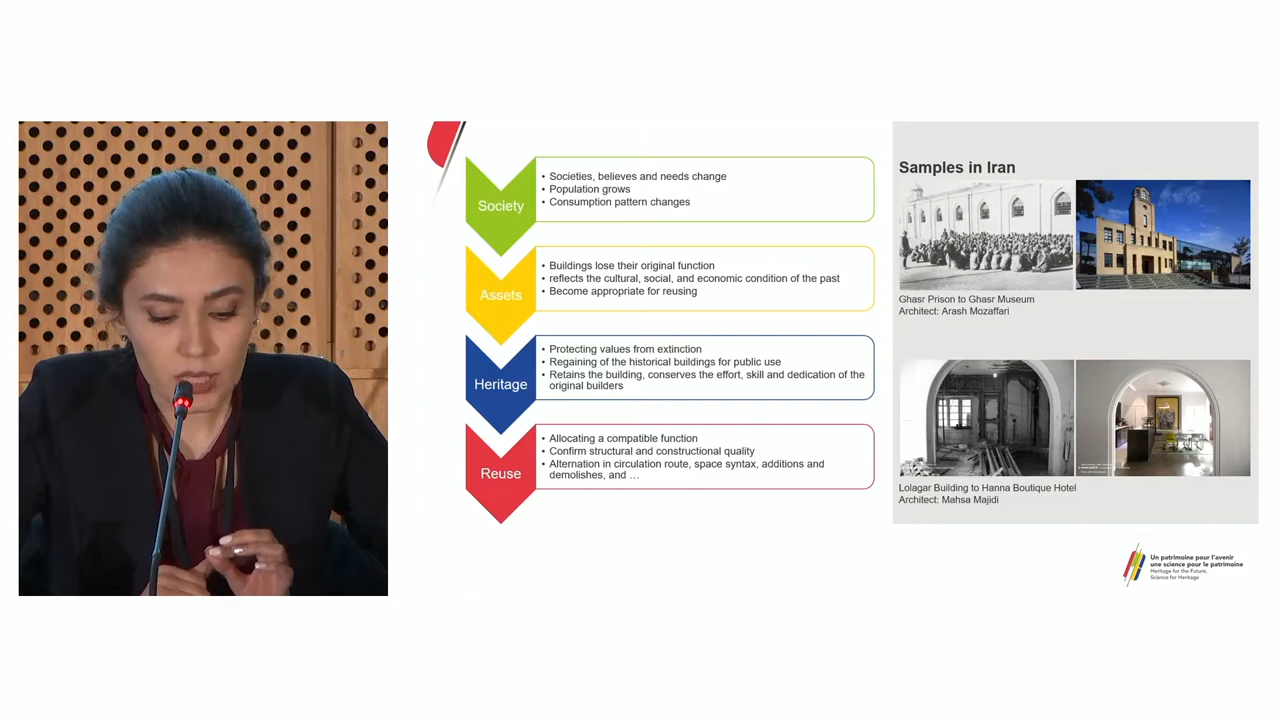 Society
• Societies, believes and needs change
• Population grows
• Consumption pattern changes
Assets
• Buildings lose their original function
• reflects the cultural, social, and economic condition of the past
• Become appropriate for reusing
Heritage
• Protecting values from extinction
• Regaining of the historical buildings for public use
• Retains the building, conserves the effort, skill and dedication of the
original builders
Reuse
• Allocating a compatible function
• Confirm structural and constructional quality
• Alternation in circulation route, space syntax, additions and
demolishes, and …
Samples in Iran
Ghasr Prison to Ghasr Museum
Architect: Arash Mozaffari
Lolagar Building to Hanna Boutique Hotel
Architect: Mahsa Majidi
Un patrimoine pour l'avenir
une science pour le patrimoine
Heritage for the Future,
Science for Heritage